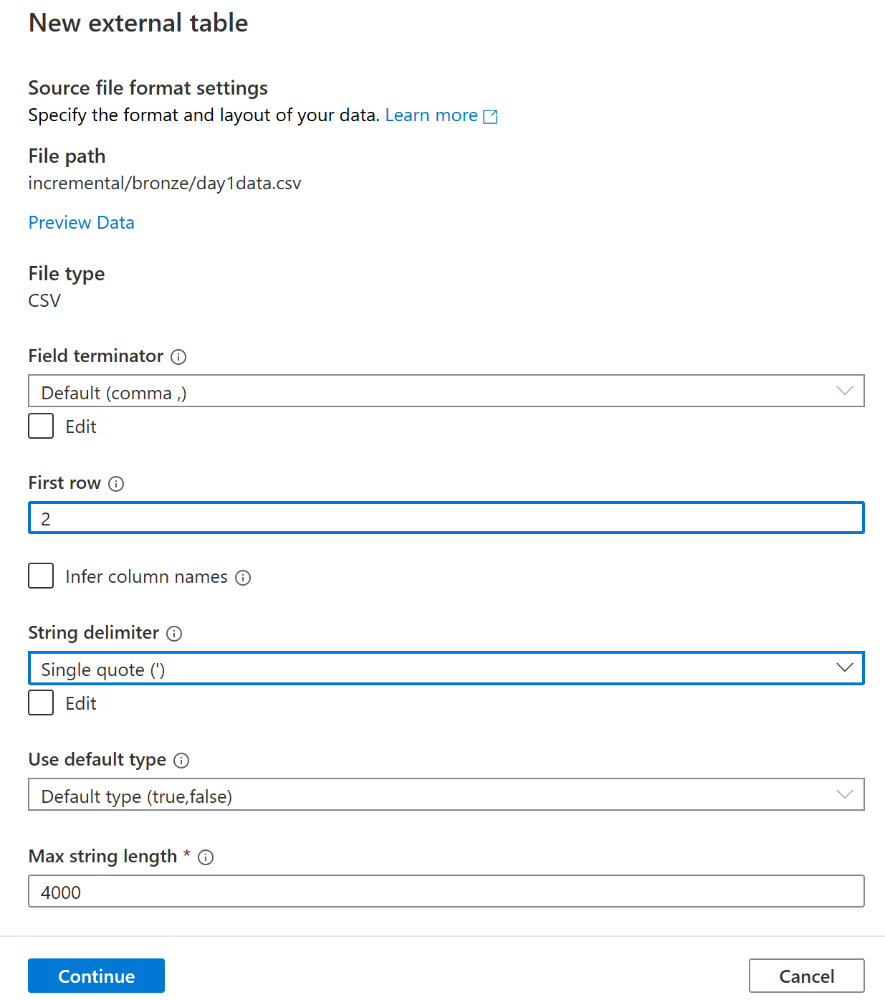 New external table
Source file format settings
Specify the format and layout of your data. Learn more
File path
incremental/bronze/day1data.csv
Preview Data
File type
CSV
Field terminator
Default (comma ,)
Edit
First row
2
Infer column names
String delimiter
Single quote (')
Edit
Use default type
Default type (true,false)
Max string length *
4000
Continue Cancel